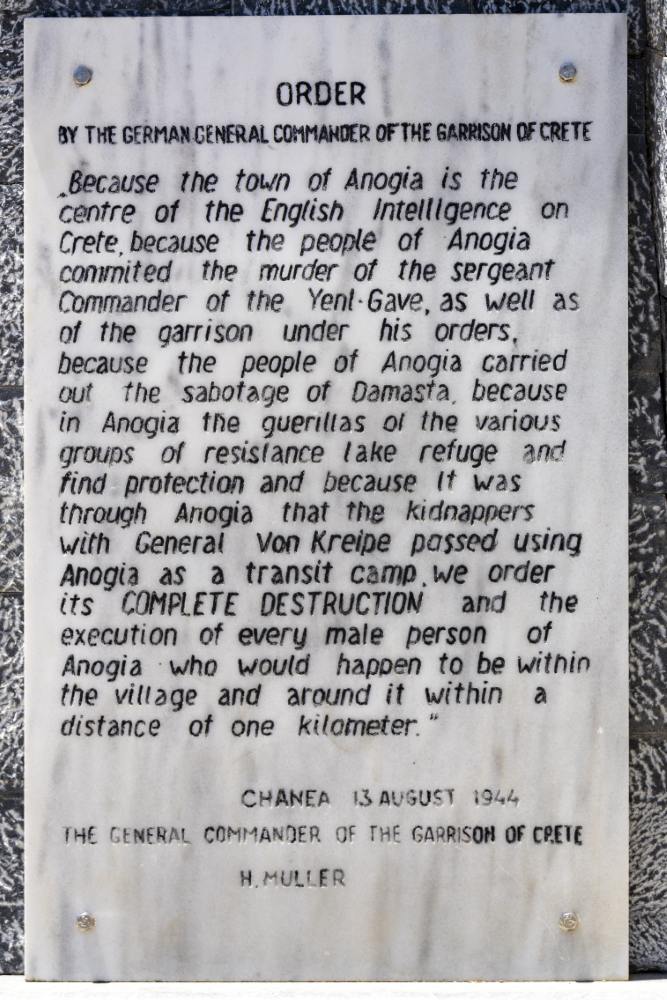 ORDER
BY THE GERMAN GENERAL COMMANDER OF THE GARRISON OF CRETE
„Because the town of Anogia is the
centre of the English Intelligence on
Crete, because the people of Anogia
commited the murder of the sergeant
Commander of the Yeni-Gave, as well as
of the garrison under his orders,
because the people of Anogia carried
out the sabotage of Damasta, because
in Anogia the guerillas of the various
groups of resistance take refuge and
find protection and because it was
through Anogia that the kidnappers
with General Von Kreipe passed using
Anogia as a transit camp, we order
its COMPLETE DESTRUCTION and the
execution of every male person of
Anogia who would happen to be within
the village and around it within a
distance of one kilometer."
CHANEA 13 AUGUST 1944
THE GENERAL COMMANDER OF THE GARRISON OF CRETE
H. MULLER